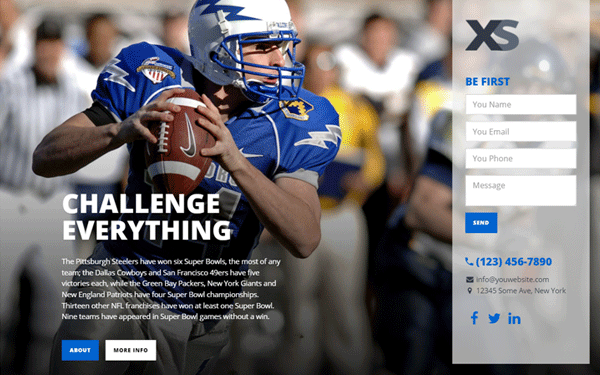 CHALLENGE
EVERYTHING
The Pittsburgh Steelers have won six Super Bowls, the most of
any team; the Dallas Cowboys and San Francisco 49ers have five
victories each, while the Green Bay Packers, New York Giants and
New England Patriots have four Super Bowl championships.
Thirteen other NFL franchises have won at least one Super Bowl.
Nine teams have appeared in Super Bowl games without a win.
ABOUT
MORE INFO
XS
BE FIRST
You Name
You Email
You Phone
Message
SEND
(123) 456-7890
info@youwebsite.com
12345 Some Ave, New York